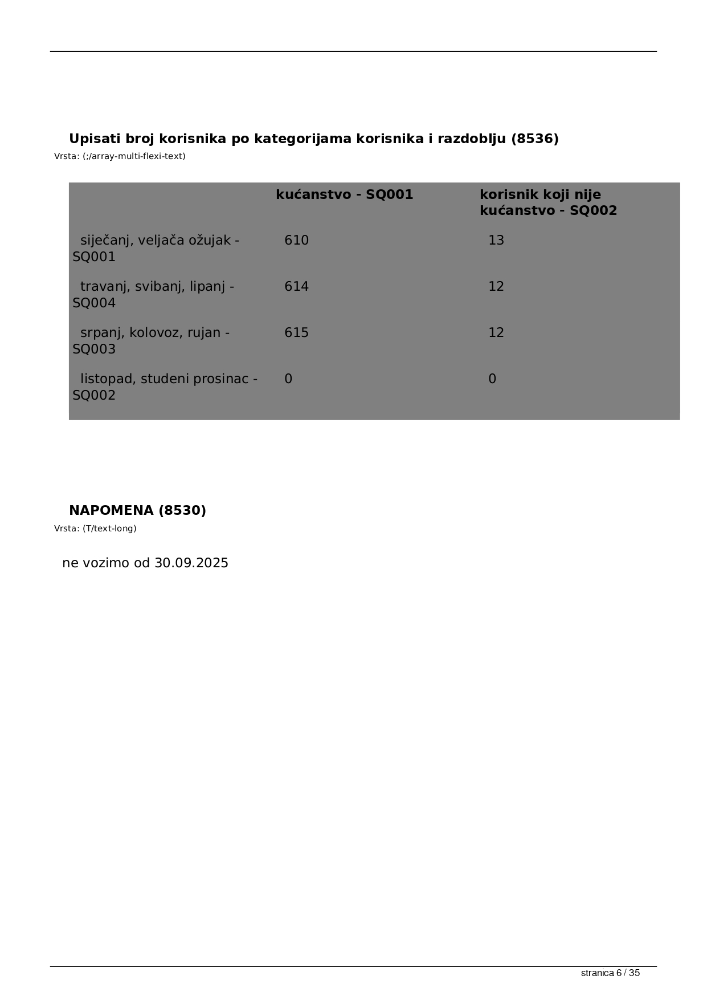 Upisati broj korisnika po kategorijama korisnika i razdoblju (8536)
Vrsta: (;/array-multi-flexi-text)
kućanstvo - SQ001
korisnik koji nije
kućanstvo - SQ002
siječanj, veljača ožujak -
SQ001
610
13
travanj, svibanj, lipanj -
SQ004
614
12
srpanj, kolovoz, rujan -
SQ003
615
12
listopad, studeni prosinac -
SQ002
0
0
NAPOMENA (8530)
Vrsta: (T/text-long)
ne vozimo od 30.09.2025
stranica 6 / 35